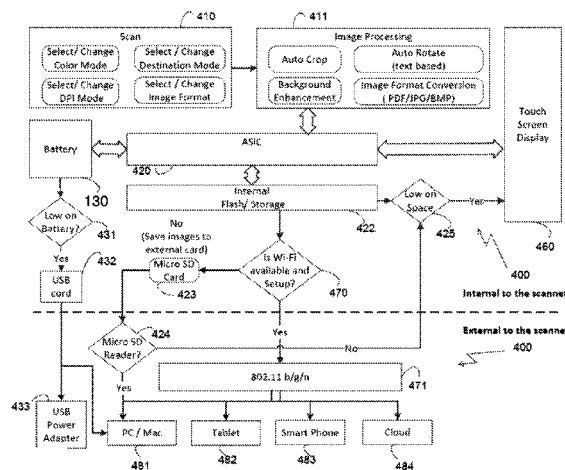 410
Scan
Select/ Change
Color Mode
Select / Change
Destination Mode
Select/ Change
DPI Mode
Select / Change
Image Format
411
Image Processing
Auto Crop
Auto Rotate
(text based)
Background
Enhancement
Image Format Conversion
( PDF/JPG/BMP)
Touch
Screen
Display
460
Battery
130
ASIC
420
Internal
Flash/ Storage
422
Low on
Space
425
Yes
400
Low on
Battery?
431
Yes
432
USB
cord
No
(Save images to
external card)
Micro SD
Card
423
Is Wi-Fi
available and
Setup?
470
Internal to the scanner
External to the scanner
400
424
Micro SD
Reader?
No
Yes
Yes
802.11 b/g/n
471
433
USB
Power
Adapter
PC / Mac
481
Tablet
482
Smart Phone
483
Cloud
484